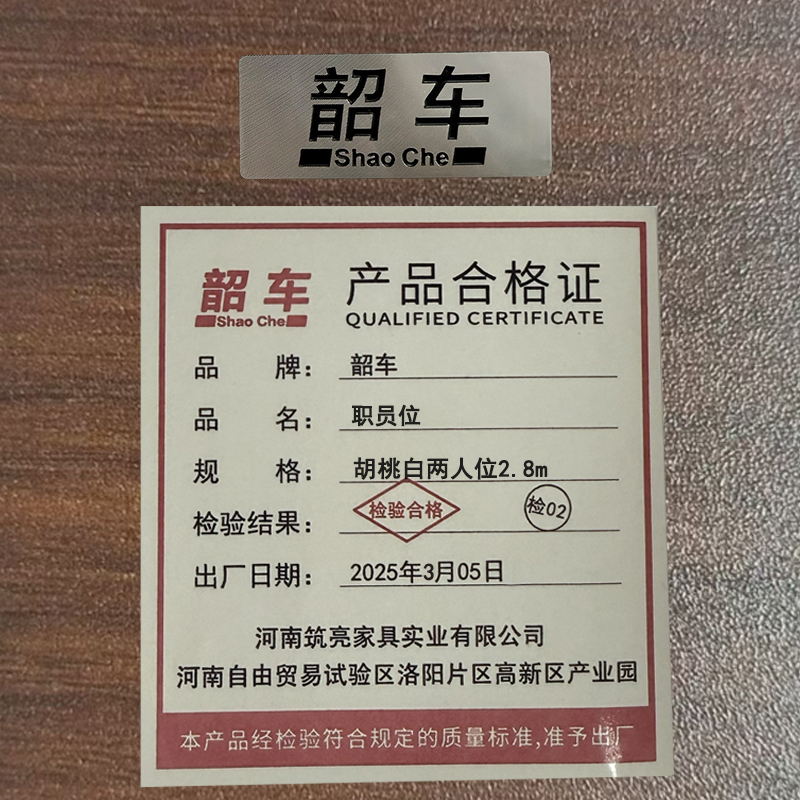 韶车
Shao Che
韶车
Shao Che
产品合格证
QUALIFIED CERTIFICATE
品牌：韶车
品名：职员位
规格：胡桃白两人位2.8m
检验结果：检验合格 检02
出厂日期：2025年3月05日
河南筑亮家具实业有限公司
河南自由贸易试验区洛阳片区高新区产业园
本产品经检验符合规定的质量标准,准予出厂